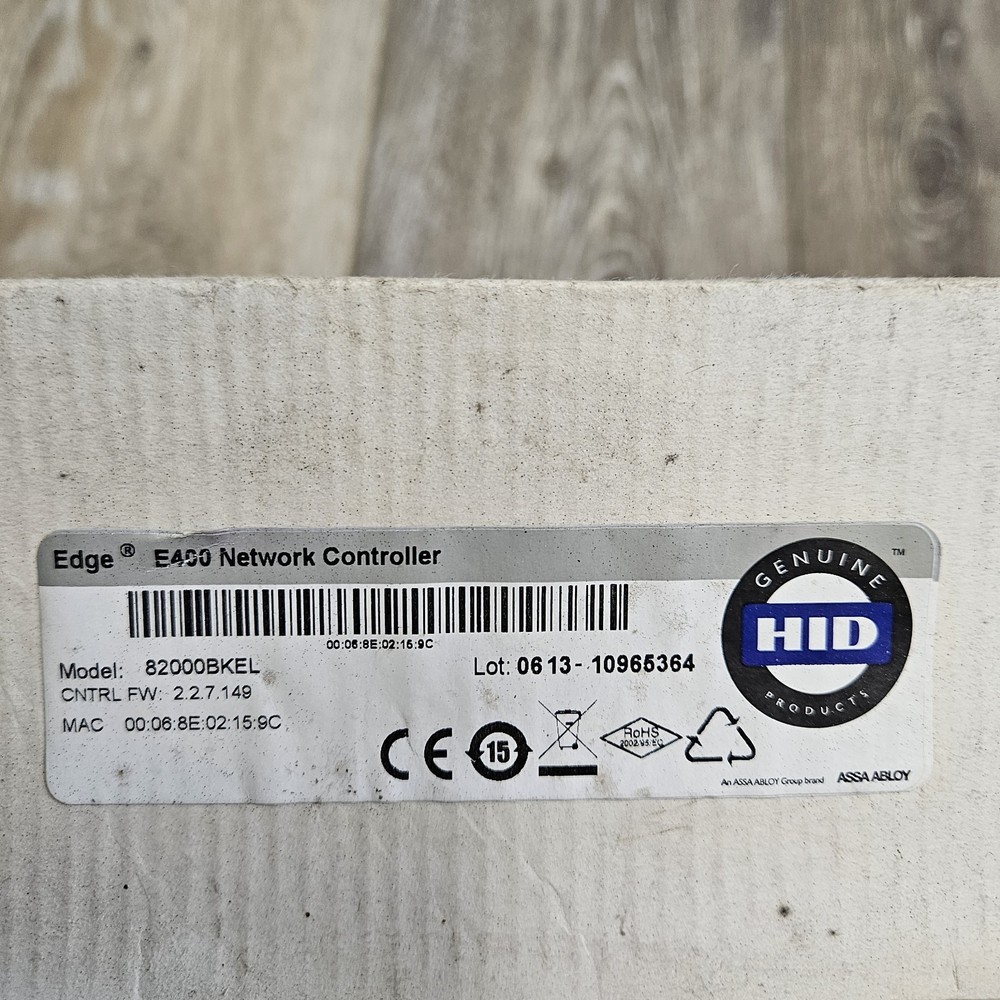 Edge® E400 Network Controller
00:06:8E:02:15:9C
Model: 82000BKEL
Lot: 0613-10965364
CNTRL FW: 2.2.7.149
MAC 00:06:8E:02:15:9C
CE
15
RoHS
2002/95/EC
GENUINE
HID
PRODUCTS
TM
An ASSA ABLOY Group brand
ASSA ABLOY